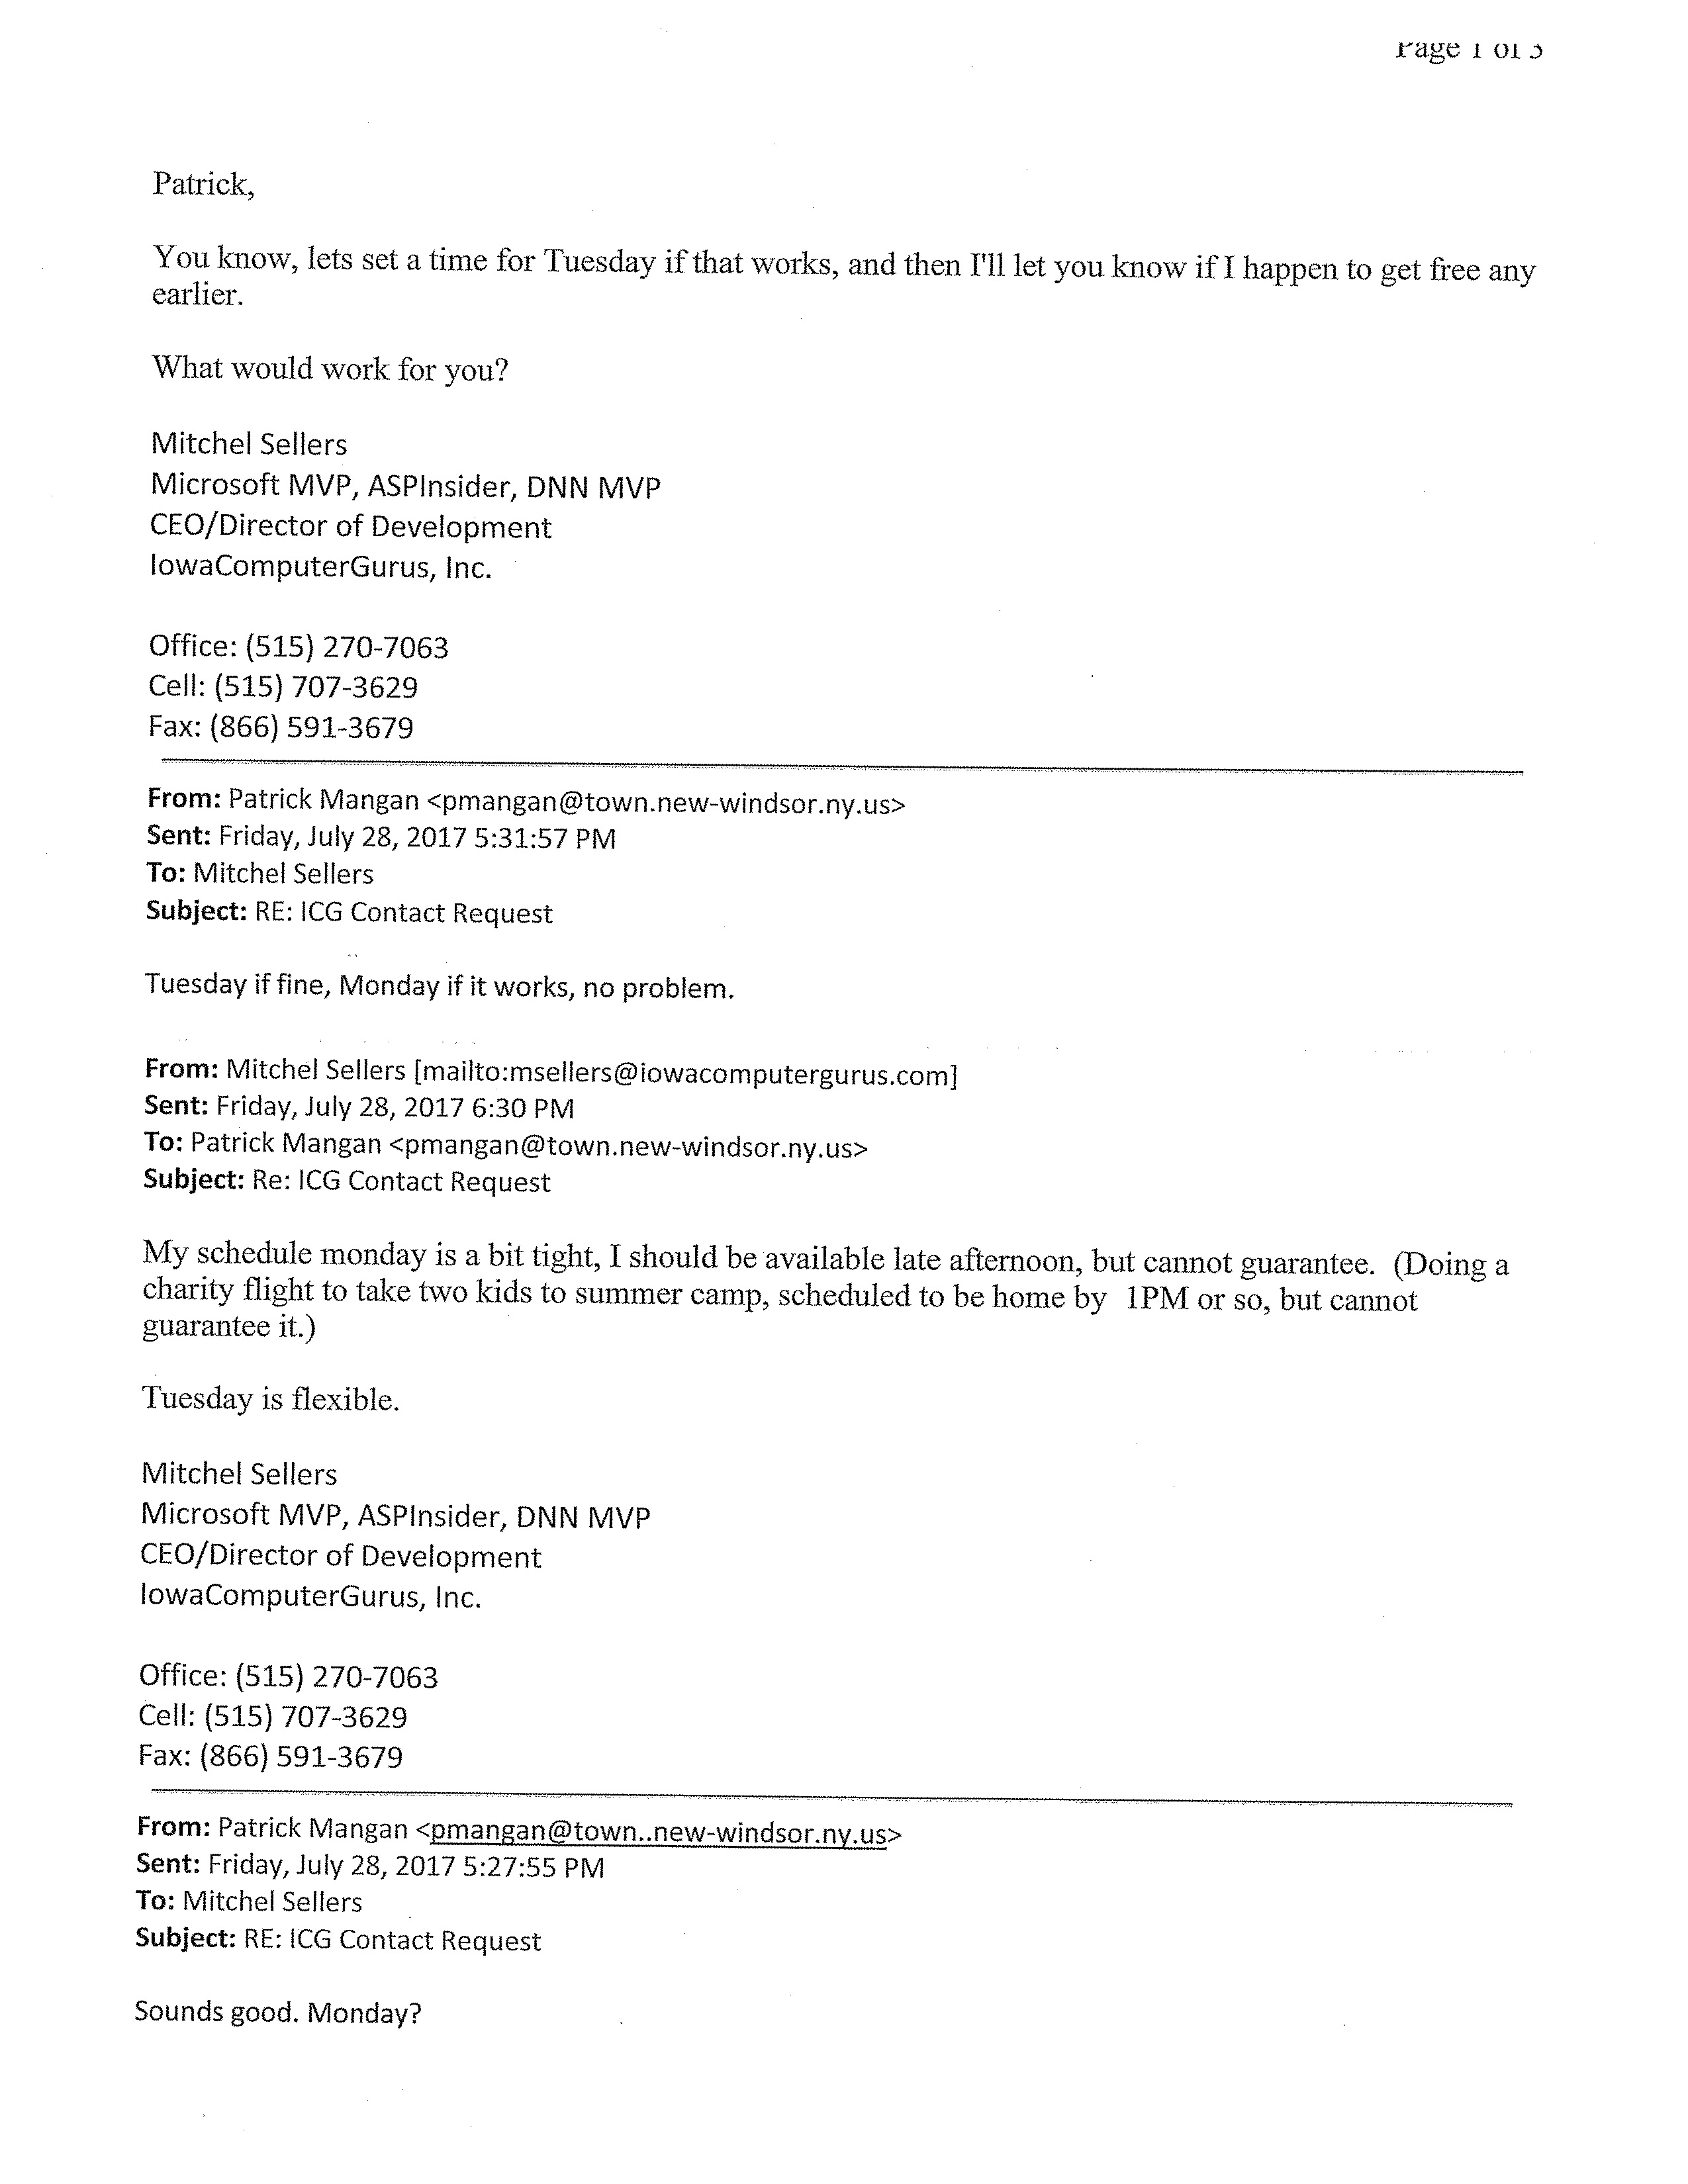 Page 1 of 3
Patrick,
You know, lets set a time for Tuesday if that works, and then I'll let you know if I happen to get free any
earlier.
What would work for you?
Mitchel Sellers
Microsoft MVP, ASPInsider, DNN MVP
CEO/Director of Development
IowaComputerGurus, Inc.
Office: (515) 270-7063
Cell: (515) 707-3629
Fax: (866) 591-3679
From: Patrick Mangan <pmangan@town.new-windsor.ny.us>
Sent: Friday, July 28, 2017 5:31:57 PM
To: Mitchel Sellers
Subject: RE: ICG Contact Request
Tuesday if fine, Monday if it works, no problem.
From: Mitchel Sellers [mailto:msellers@iowacomputergurus.com]
Sent: Friday, July 28, 2017 6:30 PM
To: Patrick Mangan <pmangan@town.new-windsor.ny.us>
Subject: Re: ICG Contact Request
My schedule monday is a bit tight, I should be available late afternoon, but cannot guarantee.  (Doing a
charity flight to take two kids to summer camp, scheduled to be home by  1PM or so, but cannot
guarantee it.)
Tuesday is flexible.
Mitchel Sellers
Microsoft MVP, ASPInsider, DNN MVP
CEO/Director of Development
IowaComputerGurus, Inc.
Office: (515) 270-7063
Cell: (515) 707-3629
Fax: (866) 591-3679
From: Patrick Mangan <pmangan@town..new-windsor.ny.us>
Sent: Friday, July 28, 2017 5:27:55 PM
To: Mitchel Sellers
Subject: RE: ICG Contact Request
Sounds good. Monday?